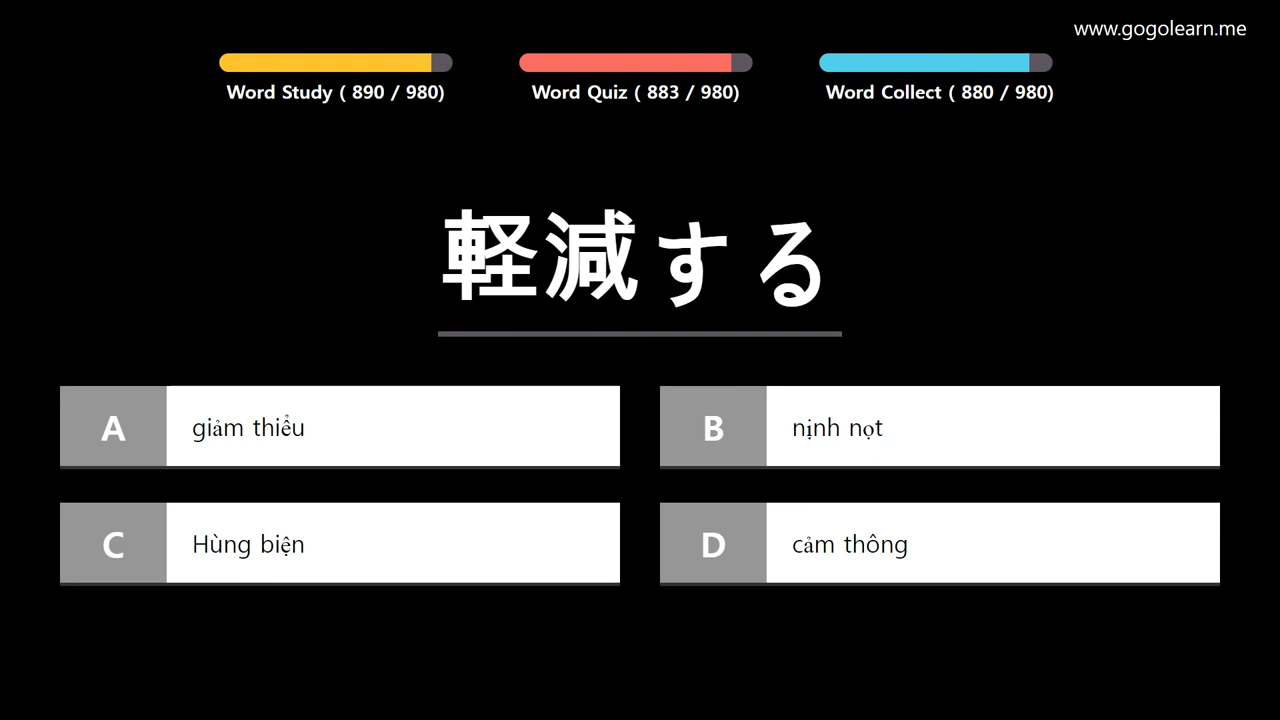 www.gogolearn.me
Word Study ( 890 / 980)
Word Quiz ( 883 / 980)
Word Collect ( 880 / 980)
軽減する
A
giảm thiểu
B
nịnh nọt
C
Hùng biện
D
cảm thông